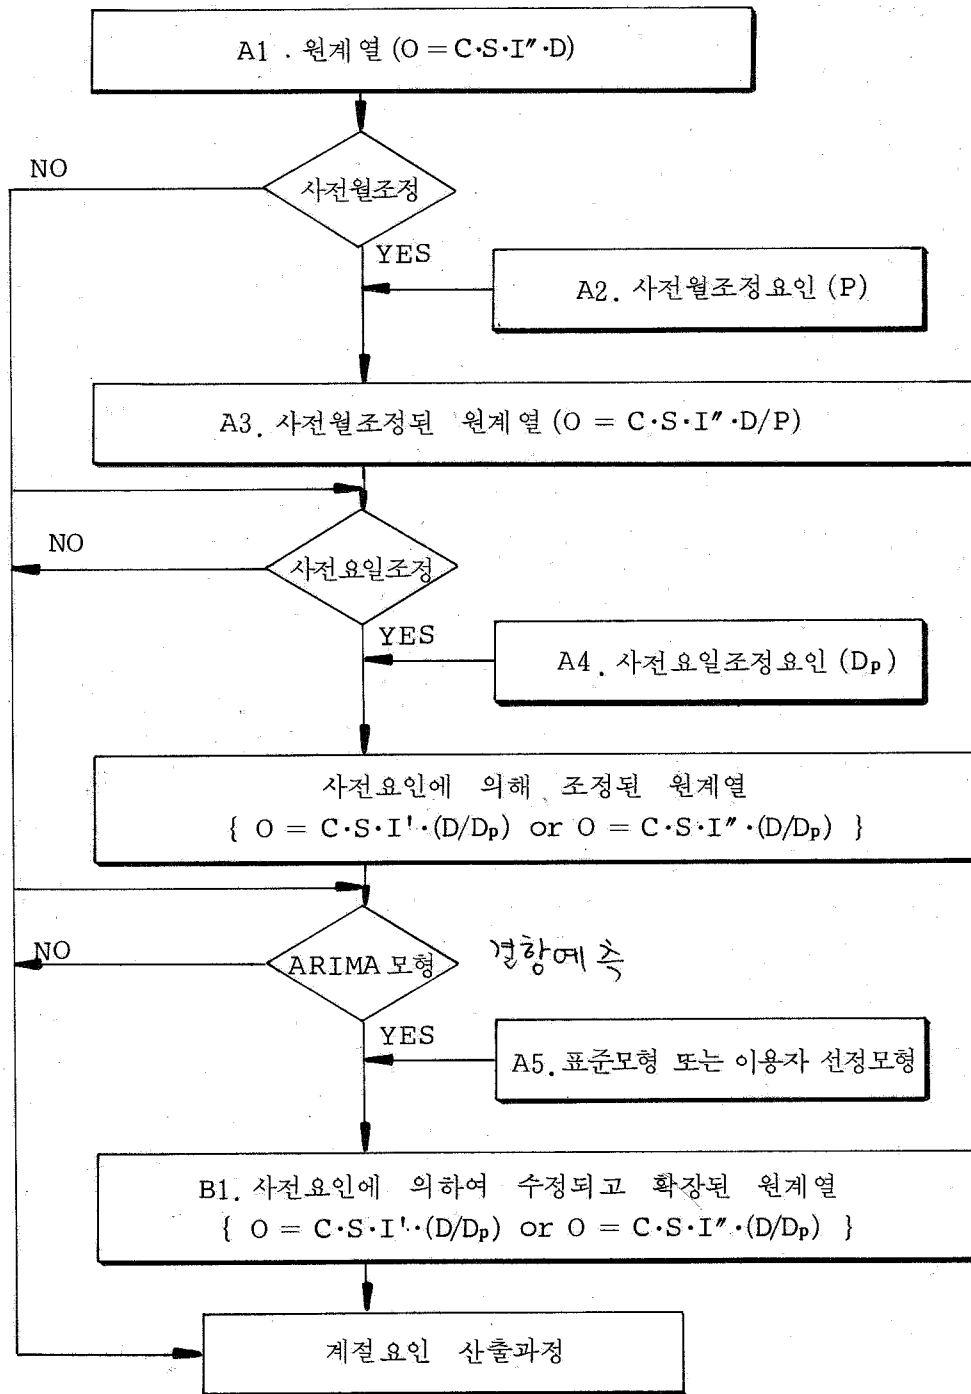 A1. 원계열 (O = C·S·I″·D)
NO
사전월조정
YES
A2. 사전월조정요인 (P)
A3. 사전월조정된 원계열 (O = C·S·I″·D/P)
NO
사전요일조정
YES
A4. 사전요일조정요인 (Dp)
사전요인에 의해 조정된 원계열
{ O = C·S·I'·(D/Dp) or O = C·S·I″·(D/Dp) }
NO
ARIMA 모형
결항예측
YES
A5. 표준모형 또는 이용자 선정모형
B1. 사전요인에 의하여 수정되고 확장된 원계열
{ O = C·S·I'·(D/Dp) or O = C·S·I″·(D/Dp) }
계절요인 산출과정